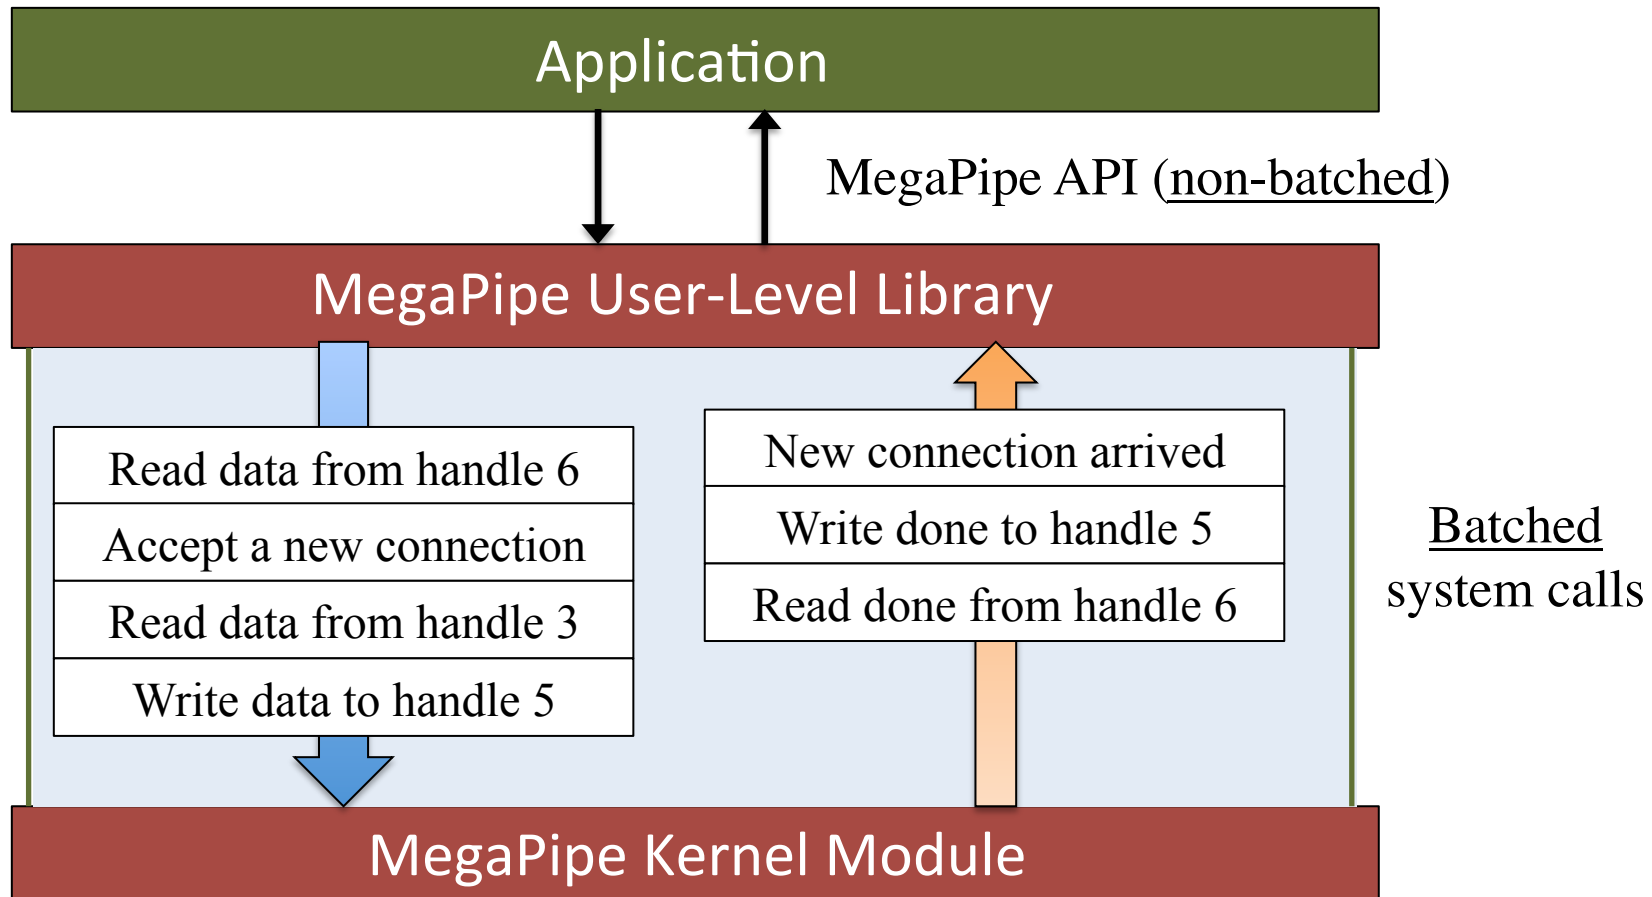 Application
MegaPipe API (non-batched)
MegaPipe User-Level Library
Read data from handle 6
Accept a new connection
Read data from handle 3
Write data to handle 5
New connection arrived
Write done to handle 5
Read done from handle 6
Batched
system calls
MegaPipe Kernel Module